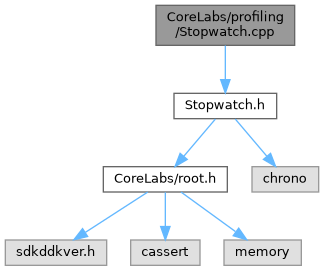 CoreLabs/profiling
/Stopwatch.cpp
Stopwatch.h
CoreLabs/root.h
chrono
sdkddkver.h
cassert
memory